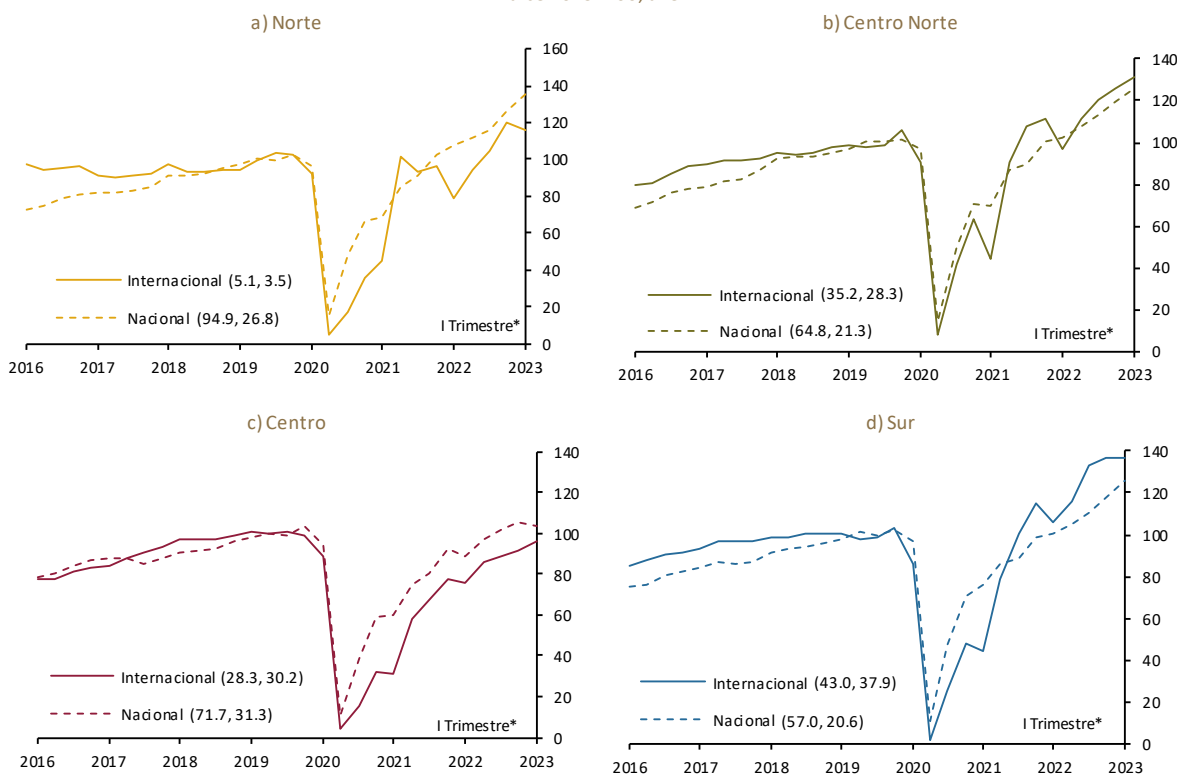 a) Norte
160
140
120
100
80
60
40
20
0
Internacional (5.1, 3.5)
Nacional (94.9, 26.8)
I Trimestre*
2016 2017 2018 2019 2020 2021 2022 2023
b) Centro Norte
140
120
100
80
60
40
20
0
Internacional (35.2, 28.3)
Nacional (64.8, 21.3)
I Trimestre*
2016 2017 2018 2019 2020 2021 2022 2023
c) Centro
140
120
100
80
60
40
20
0
Internacional (28.3, 30.2)
Nacional (71.7, 31.3)
I Trimestre*
2016 2017 2018 2019 2020 2021 2022 2023
d) Sur
140
120
100
80
60
40
20
0
Internacional (43.0, 37.9)
Nacional (57.0, 20.6)
I Trimestre*
2016 2017 2018 2019 2020 2021 2022 2023